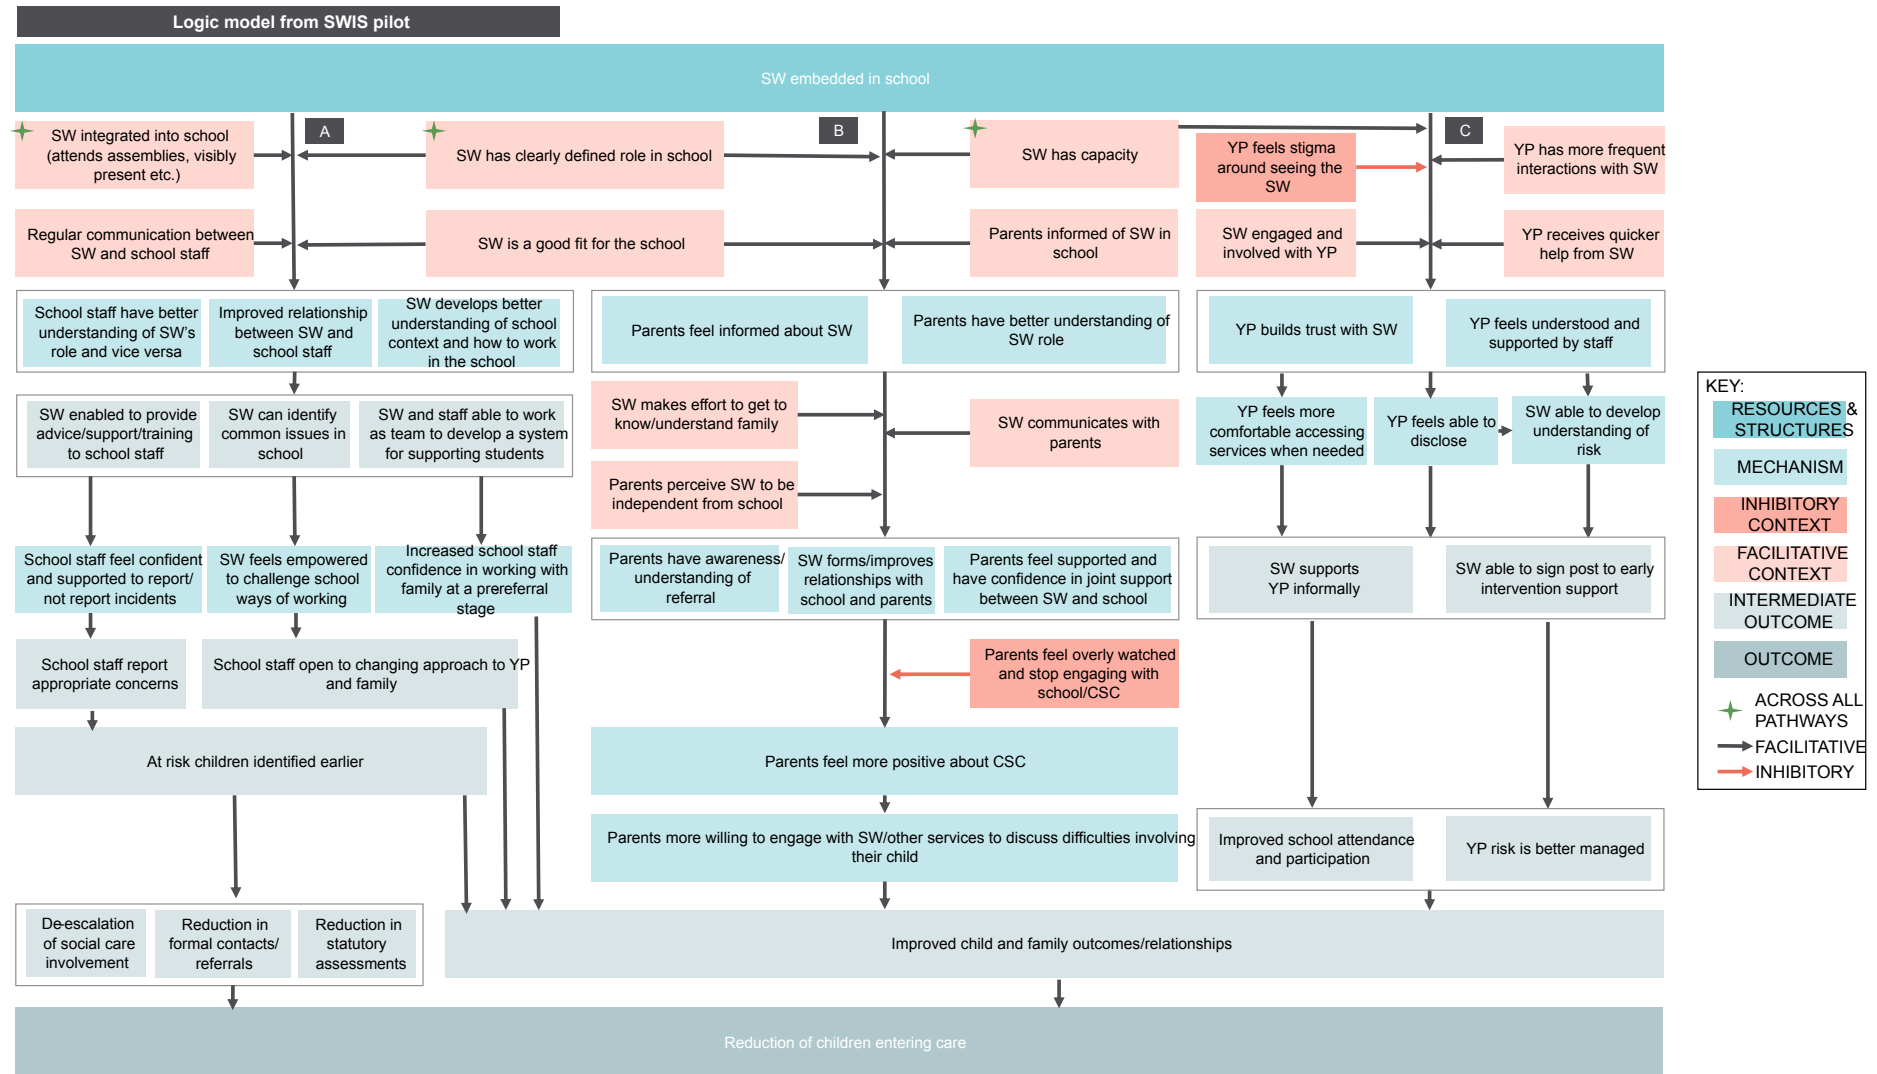 Logic model from SWIS pilot
SW embedded in school
A
B
C
SW integrated into school
(attends assemblies, visibly
present etc.)
SW has clearly defined role in school
SW has capacity
YP feels stigma
around seeing the
SW
YP has more frequent
interactions with SW
Regular communication between
SW and school staff
SW is a good fit for the school
Parents informed of SW in
school
SW engaged and
involved with YP
YP receives quicker
help from SW
School staff have better
understanding of SW's
role and vice versa
Improved relationship
between SW and
school staff
SW develops better
understanding of school
context and how to work
in the school
Parents feel informed about SW
Parents have better understanding of
SW role
YP builds trust with SW
YP feels understood and
supported by staff
SW enabled to provide
advice/support/training
to school staff
SW can identify
common issues in
school
SW and staff able to work
as team to develop a system
for supporting students
SW makes effort to get to
know/understand family
SW communicates with
parents
Parents perceive SW to be
independent from school
YP feels more
comfortable accessing
services when needed
YP feels able to
disclose
SW able to develop
understanding of
risk
School staff feel confident
and supported to report/
not report incidents
SW feels empowered
to challenge school
ways of working
Increased school staff
confidence in working with
family at a prereferral
stage
Parents have awareness/
understanding of
referral
SW forms/improves
relationships with
school and parents
Parents feel supported and
have confidence in joint support
between SW and school
SW supports
YP informally
SW able to sign post to early
intervention support
School staff report
appropriate concerns
School staff open to changing approach to YP
and family
Parents feel overly watched
and stop engaging with
school/CSC
At risk children identified earlier
Parents feel more positive about CSC
Parents more willing to engage with SW/other services to discuss difficulties involving
their child
Improved school attendance
and participation
YP risk is better managed
De-escalation
of social care
involvement
Reduction in
formal contacts/
referrals
Reduction in
statutory
assessments
Improved child and family outcomes/relationships
Reduction of children entering care
KEY:
RESOURCES &
STRUCTURES
MECHANISM
INHIBITORY
CONTEXT
FACILITATIVE
CONTEXT
INTERMEDIATE
OUTCOME
OUTCOME
ACROSS ALL
PATHWAYS
FACILITATIVE
INHIBITORY